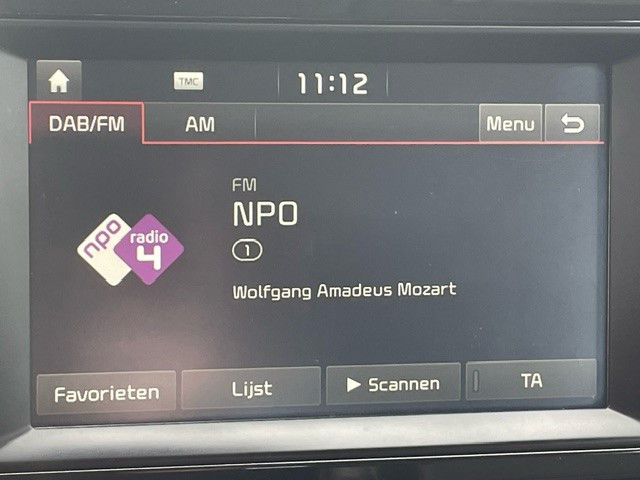 TMC 11:12
DAB/FM AM Menu
FM
NPO
1
npo radio 4
Wolfgang Amadeus Mozart
Favorieten Lijst Scannen TA